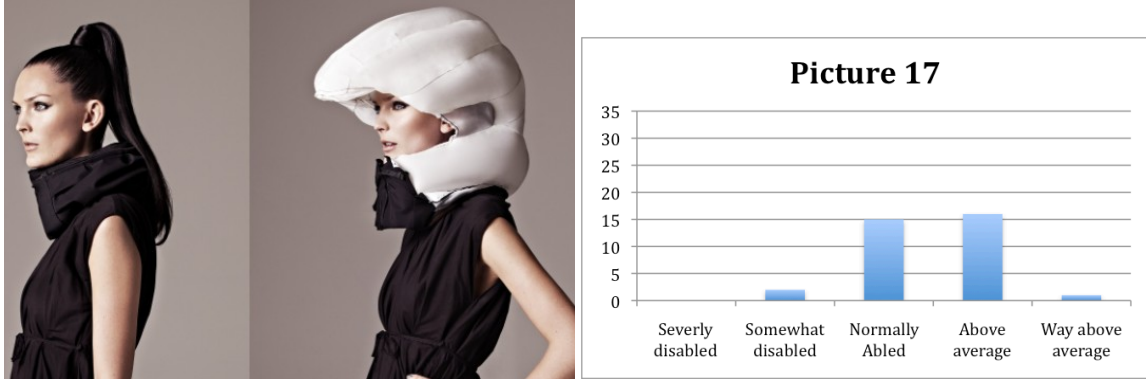 Picture 17
35
30
25
20
15
10
5
0
Severly Somewhat Normally Above Way above
disabled disabled Abled average average